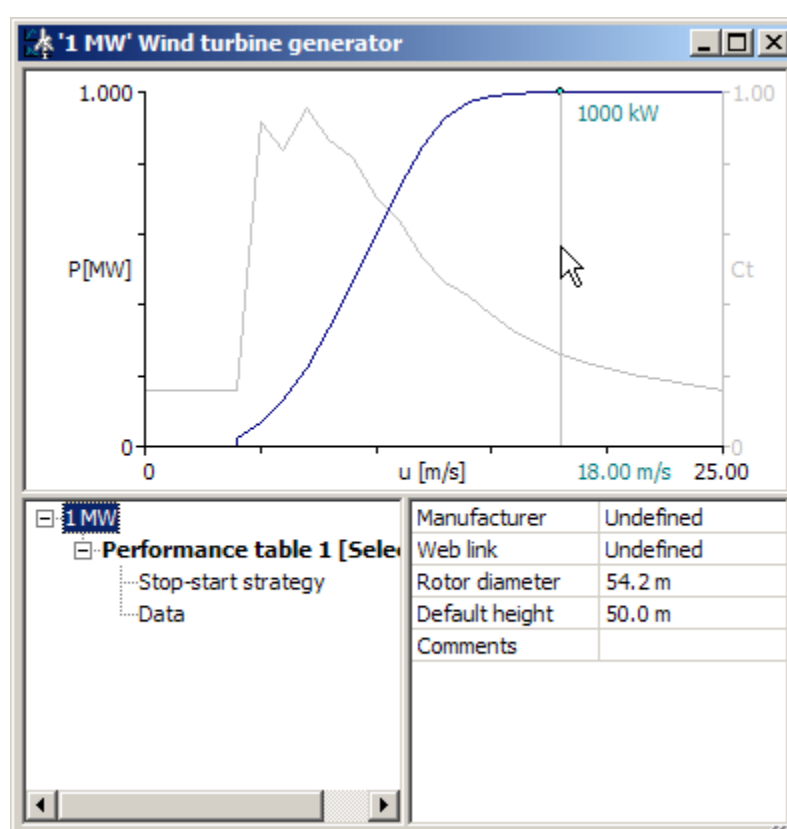 '1 MW' Wind turbine generator
1.000
1.00
1000 kW
P[MW]
Ct
0
0
0
u [m/s]
18.00 m/s
25.00
1 MW
Performance table 1 [Sele
Stop-start strategy
Data
Manufacturer Undefined
Web link Undefined
Rotor diameter 54.2 m
Default height 50.0 m
Comments